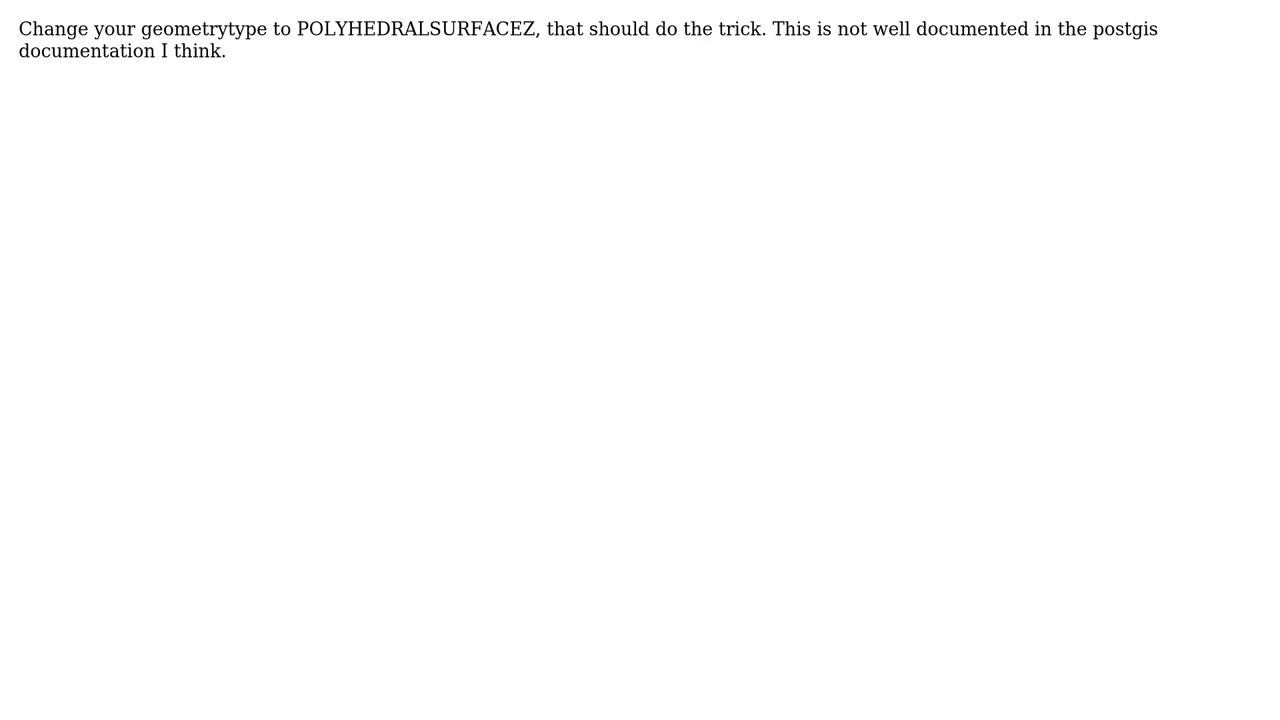 Change your geometrytype to POLYHEDRALSURFACEZ, that should do the trick. This is not well documented in the postgis
documentation I think.